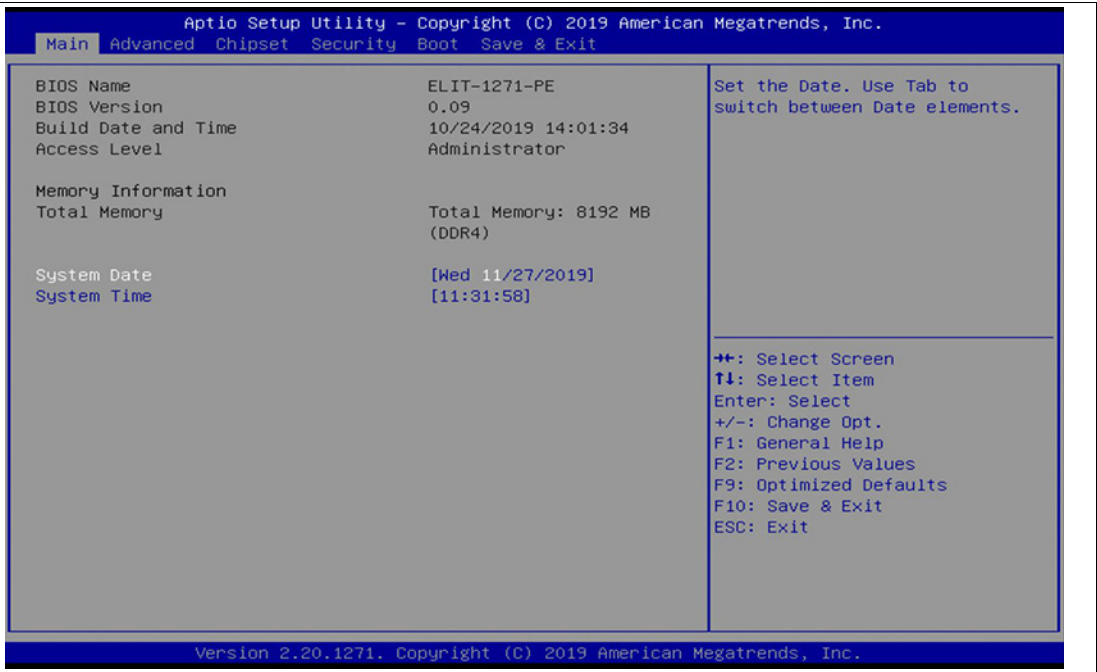 Aptio Setup Utility – Copyright (C) 2019 American Megatrends, Inc.
Main Advanced Chipset Security Boot Save & Exit
BIOS Name ELIT-1271-PE
BIOS Version 0.09
Build Date and Time 10/24/2019 14:01:34
Access Level Administrator
Memory Information
Total Memory Total Memory: 8192 MB
(DDR4)
System Date [Wed 11/27/2019]
System Time [11:31:58]
Set the Date. Use Tab to
switch between Date elements.
→←: Select Screen
↑↓: Select Item
Enter: Select
+/-: Change Opt.
F1: General Help
F2: Previous Values
F9: Optimized Defaults
F10: Save & Exit
ESC: Exit
Version 2.20.1271. Copyright (C) 2019 American Megatrends, Inc.